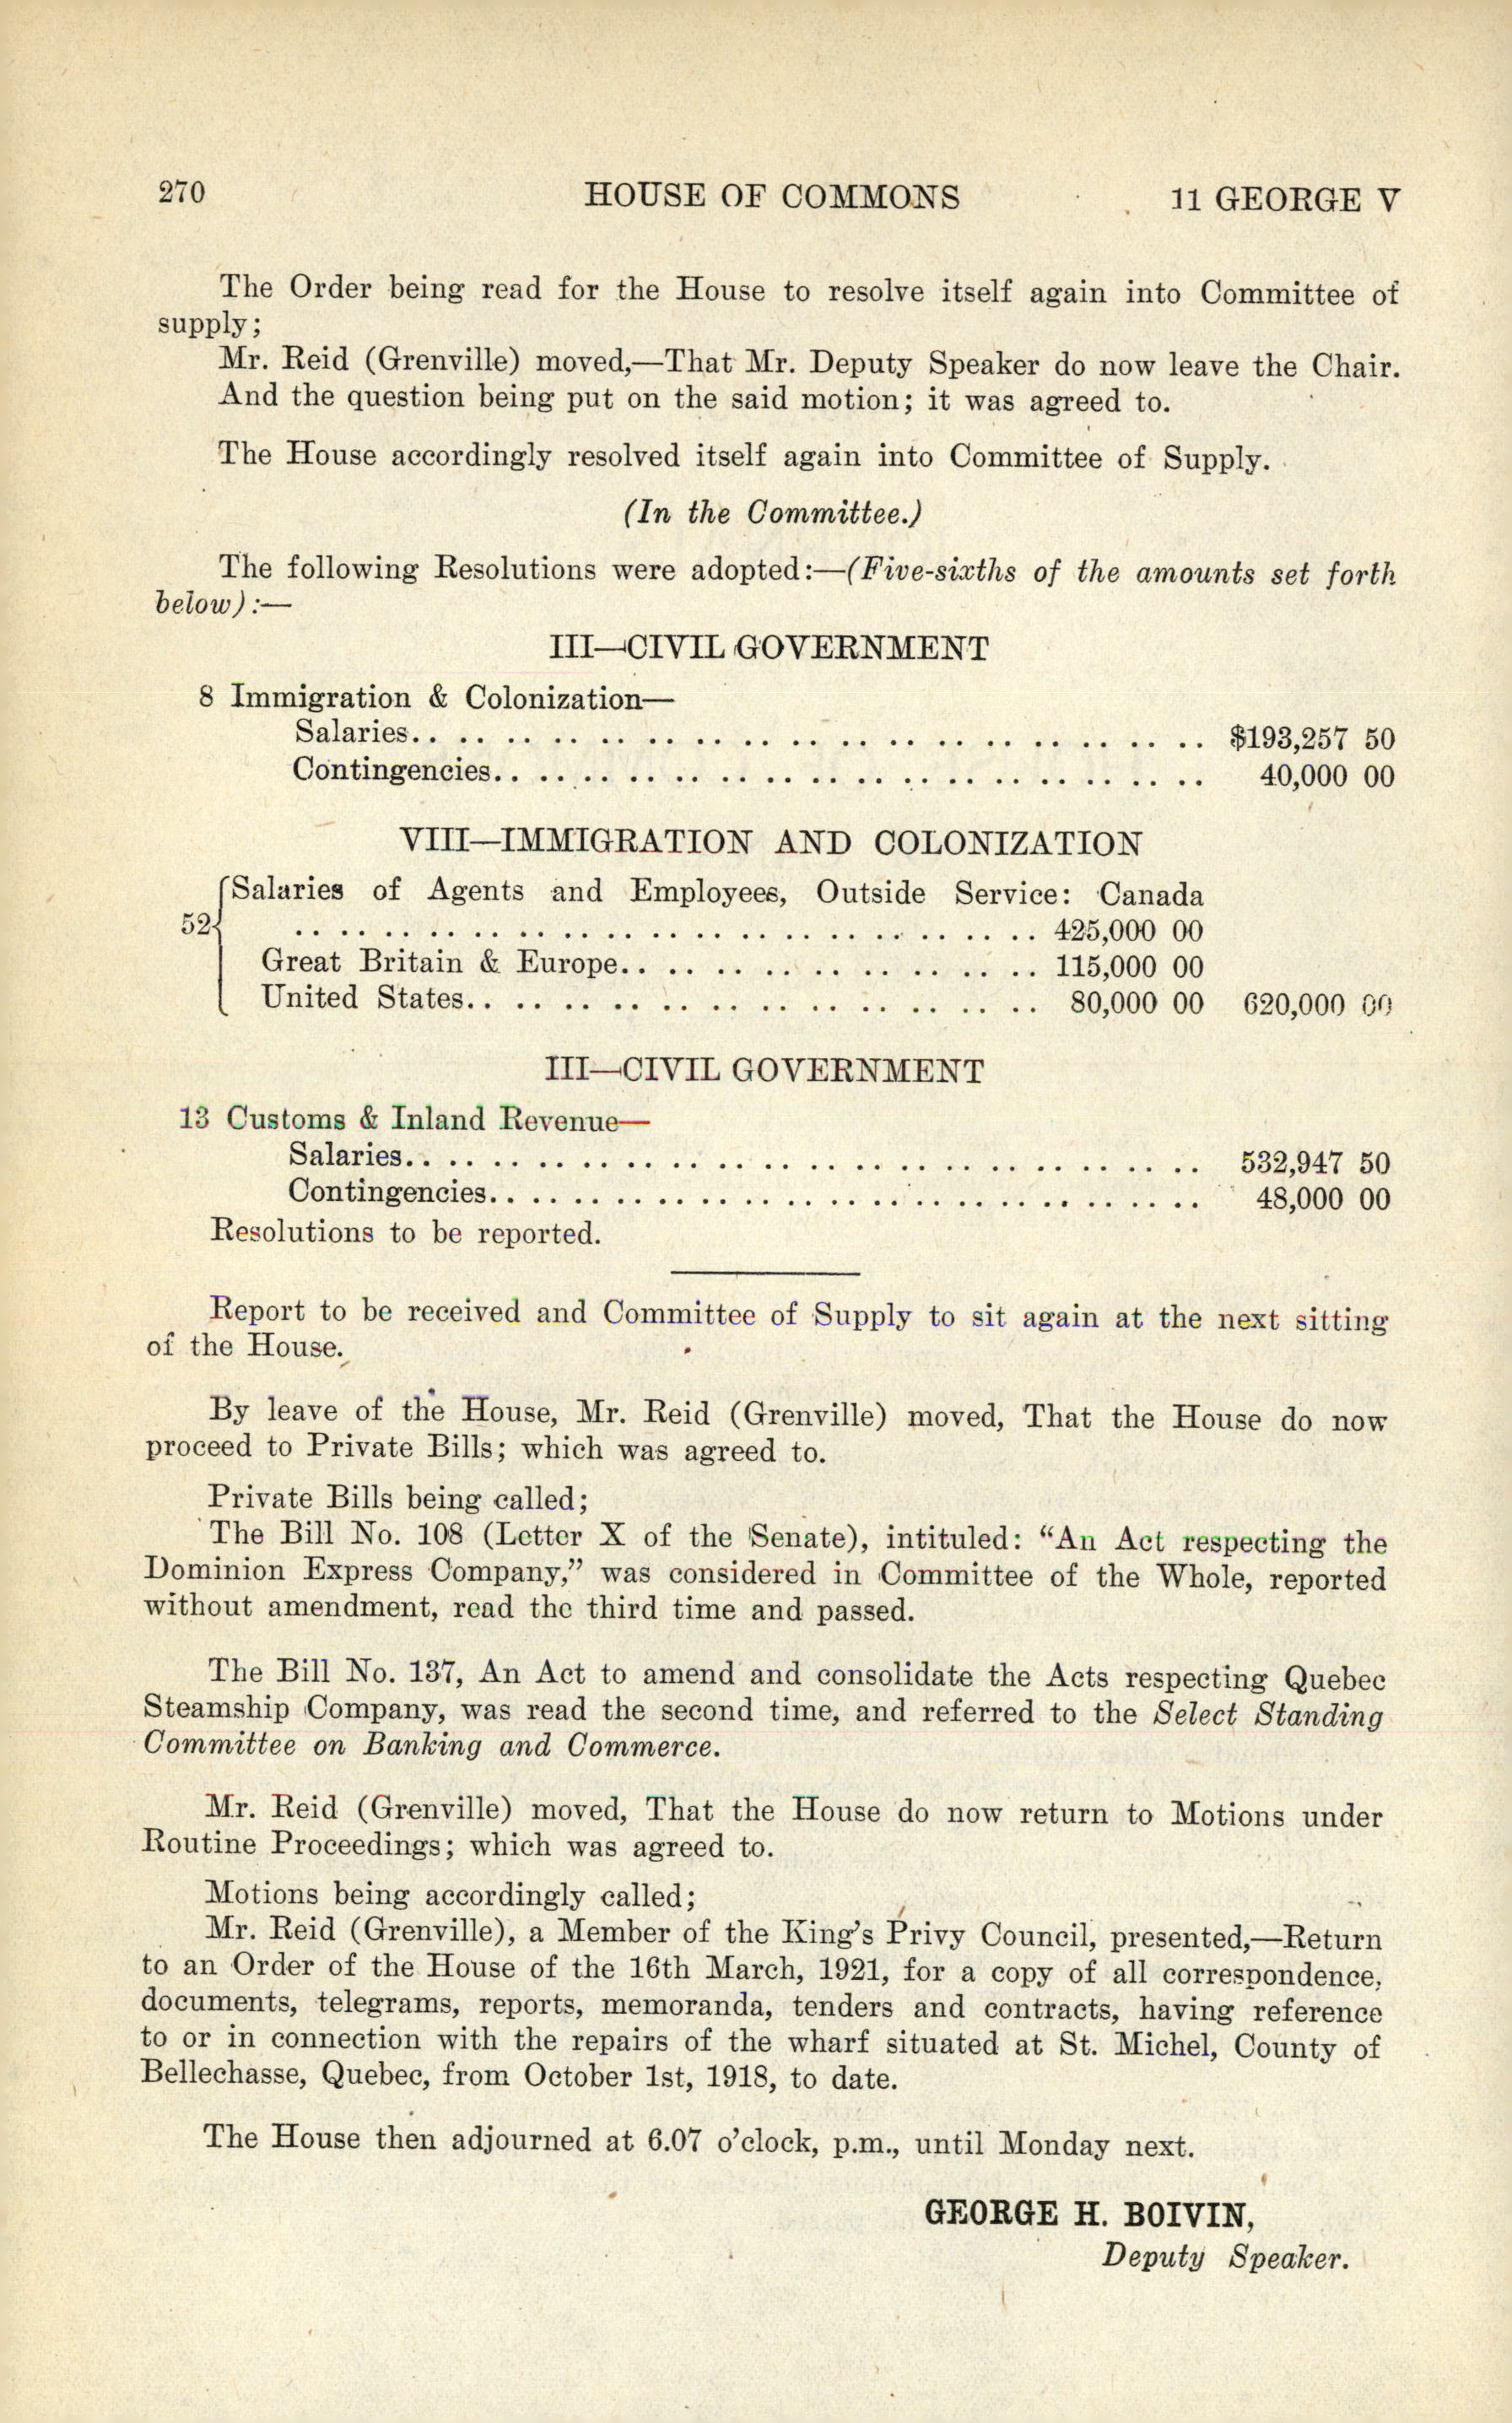 270 HOUSE OF COMMONS 11 GEORGE V
The Order being read for the House to resolve itself again into Committee of
supply;
Mr. Reid (Grenville) moved,—That Mr. Deputy Speaker do now leave the Chair.
And the question being put on the said motion; it was agreed to.
The House accordingly resolved itself again into Committee of Supply.
(In the Committee.)
The following Resolutions were adopted:—(Five-sixths of the amounts set forth
below):—
III—CIVIL GOVERNMENT
8 Immigration & Colonization—
Salaries.. .. .. .. .. .. .. .. .. .. .. .. .. .. .. .. .. $193,257 50
Contingencies.. .. .. .. .. .. .. .. .. .. .. .. .. .. .. .. 40,000 00
VIII—IMMIGRATION AND COLONIZATION
Salaries of Agents and Employees, Outside Service: Canada
52 .. .. .. .. .. .. .. .. .. .. .. .. .. .. .. .. .. 425,000 00
Great Britain & Europe.. .. .. .. .. .. .. .. .. 115,000 00
United States.. .. .. .. .. .. .. .. .. .. .. .. 80,000 00 620,000 00
III—CIVIL GOVERNMENT
13 Customs & Inland Revenue—
Salaries.. .. .. .. .. .. .. .. .. .. .. .. .. .. .. .. .. .. 532,947 50
Contingencies.. .. .. .. .. .. .. .. .. .. .. .. .. .. .. .. .. 48,000 00
Resolutions to be reported.
Report to be received and Committee of Supply to sit again at the next sitting
of the House.
By leave of the House, Mr. Reid (Grenville) moved, That the House do now
proceed to Private Bills; which was agreed to.
Private Bills being called;
The Bill No. 108 (Letter X of the Senate), intituled: “An Act respecting the
Dominion Express Company,” was considered in Committee of the Whole, reported
without amendment, read the third time and passed.
The Bill No. 137, An Act to amend and consolidate the Acts respecting Quebec
Steamship Company, was read the second time, and referred to the Select Standing
Committee on Banking and Commerce.
Mr. Reid (Grenville) moved, That the House do now return to Motions under
Routine Proceedings; which was agreed to.
Motions being accordingly called;
Mr. Reid (Grenville), a Member of the King’s Privy Council, presented,—Return
to an Order of the House of the 16th March, 1921, for a copy of all correspondence,
documents, telegrams, reports, memoranda, tenders and contracts, having reference
to or in connection with the repairs of the wharf situated at St. Michel, County of
Bellechasse, Quebec, from October 1st, 1918, to date.
The House then adjourned at 6.07 o’clock, p.m., until Monday next.
GEORGE H. BOIVIN,
Deputy Speaker.